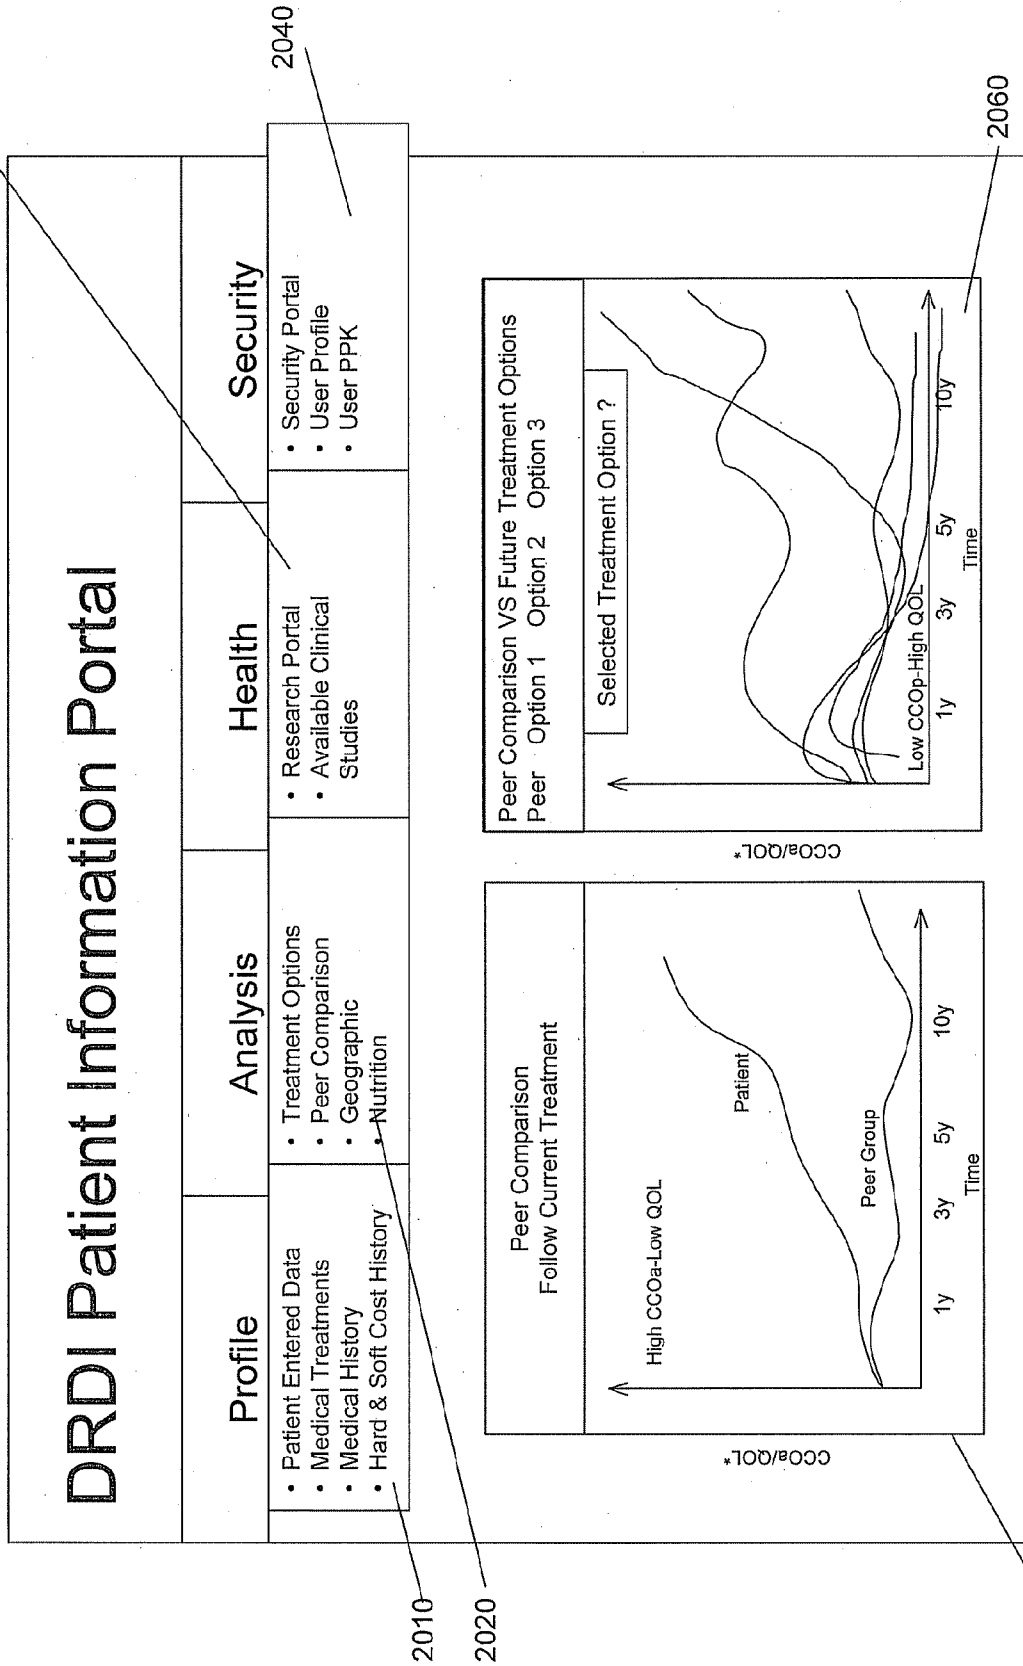 DRDI Patient Information Portal
Profile
Analysis
Health
Security
• Patient Entered Data
• Medical Treatments
• Medical History
• Hard & Soft Cost History
• Treatment Options
• Peer Comparison
• Geographic
• Nutrition
• Research Portal
• Available Clinical
Studies
• Security Portal
• User Profile
• User PPK
2010
2020
2040
Peer Comparison
Follow Current Treatment
High CCOa-Low QOL
Patient
Peer Group
1y 3y 5y 10y
Time
CCOa/QOL*
Peer Comparison VS Future Treatment Options
Peer Option 1 Option 2 Option 3
Selected Treatment Option ?
Low CCOp-High QOL
1y 3y 5y 10y
Time
CCOa/QOL*
2060